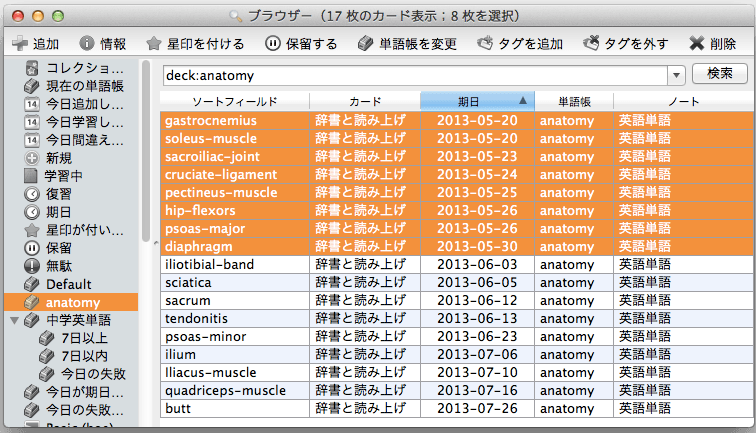 ブラウザー（17 枚のカード表示；8 枚を選択）
追加 情報 星印を付ける 保留する 単語帳を変更 タグを追加 タグを外す 削除
deck:anatomy 検索
コレクショ...
現在の単語帳
今日追加し...
今日学習し...
今日間違え...
新規
学習中
復習
期日
星印が付い...
保留
無駄
Default
anatomy
中学英単語
7日以上
7日以内
今日の失敗
今日が期日...
今日の失敗...
Basic (bas)
ソートフィールド カード 期日 単語帳 ノート
gastrocnemius 辞書と読み上げ 2013-05-20 anatomy 英語単語
soleus-muscle 辞書と読み上げ 2013-05-20 anatomy 英語単語
sacroiliac-joint 辞書と読み上げ 2013-05-23 anatomy 英語単語
cruciate-ligament 辞書と読み上げ 2013-05-24 anatomy 英語単語
pectineus-muscle 辞書と読み上げ 2013-05-25 anatomy 英語単語
hip-flexors 辞書と読み上げ 2013-05-26 anatomy 英語単語
psoas-major 辞書と読み上げ 2013-05-26 anatomy 英語単語
diaphragm 辞書と読み上げ 2013-05-30 anatomy 英語単語
iliotibial-band 辞書と読み上げ 2013-06-03 anatomy 英語単語
sciatica 辞書と読み上げ 2013-06-05 anatomy 英語単語
sacrum 辞書と読み上げ 2013-06-12 anatomy 英語単語
tendonitis 辞書と読み上げ 2013-06-13 anatomy 英語単語
psoas-minor 辞書と読み上げ 2013-06-23 anatomy 英語単語
ilium 辞書と読み上げ 2013-07-06 anatomy 英語単語
Iliacus-muscle 辞書と読み上げ 2013-07-10 anatomy 英語単語
quadriceps-muscle 辞書と読み上げ 2013-07-16 anatomy 英語単語
butt 辞書と読み上げ 2013-07-26 anatomy 英語単語